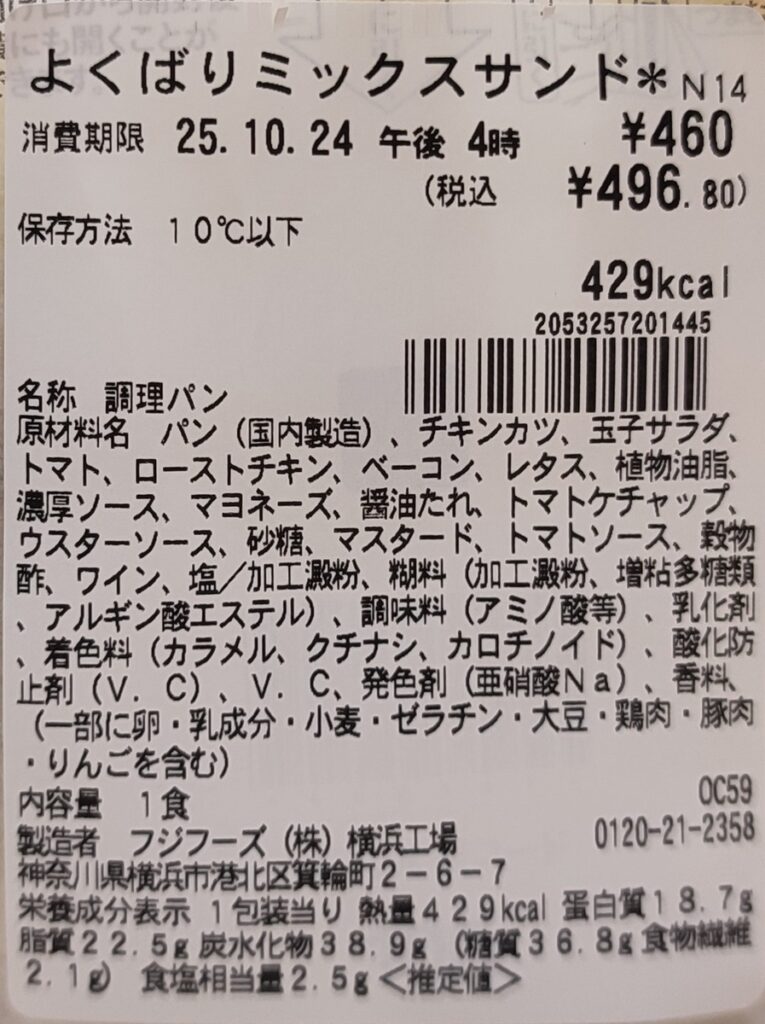 よくばりミックスサンド＊ N14
消費期限 25.10.24 午後 4時 ¥460
(税込 ¥496.80)
保存方法 １０℃以下
429kcal
2053257201445
名称 調理パン
原材料名 パン（国内製造）、チキンカツ、玉子サラダ、
トマト、ローストチキン、ベーコン、レタス、植物油脂、
濃厚ソース、マヨネーズ、醤油たれ、トマトケチャップ、
ウスターソース、砂糖、マスタード、トマトソース、穀物
酢、ワイン、塩／加工澱粉、糊料（加工澱粉、増粘多糖類
、アルギン酸エステル）、調味料（アミノ酸等）、乳化剤
、着色料（カラメル、クチナシ、カロチノイド）、酸化防
止剤（Ｖ．Ｃ）、Ｖ．Ｃ、発色剤（亜硝酸Ｎａ）、香料、
（一部に卵・乳成分・小麦・ゼラチン・大豆・鶏肉・豚肉
・りんごを含む）
内容量 １食 OC59
製造者 フジフーズ（株）横浜工場 0120-21-2358
神奈川県横浜市港北区箕輪町２－６－７
栄養成分表示 １包装当り 熱量４２９kcal 蛋白質１８.７g
脂質２２.５g 炭水化物３８.９g （糖質３６.８g 食物繊維
２.１g） 食塩相当量２.５g＜推定値＞